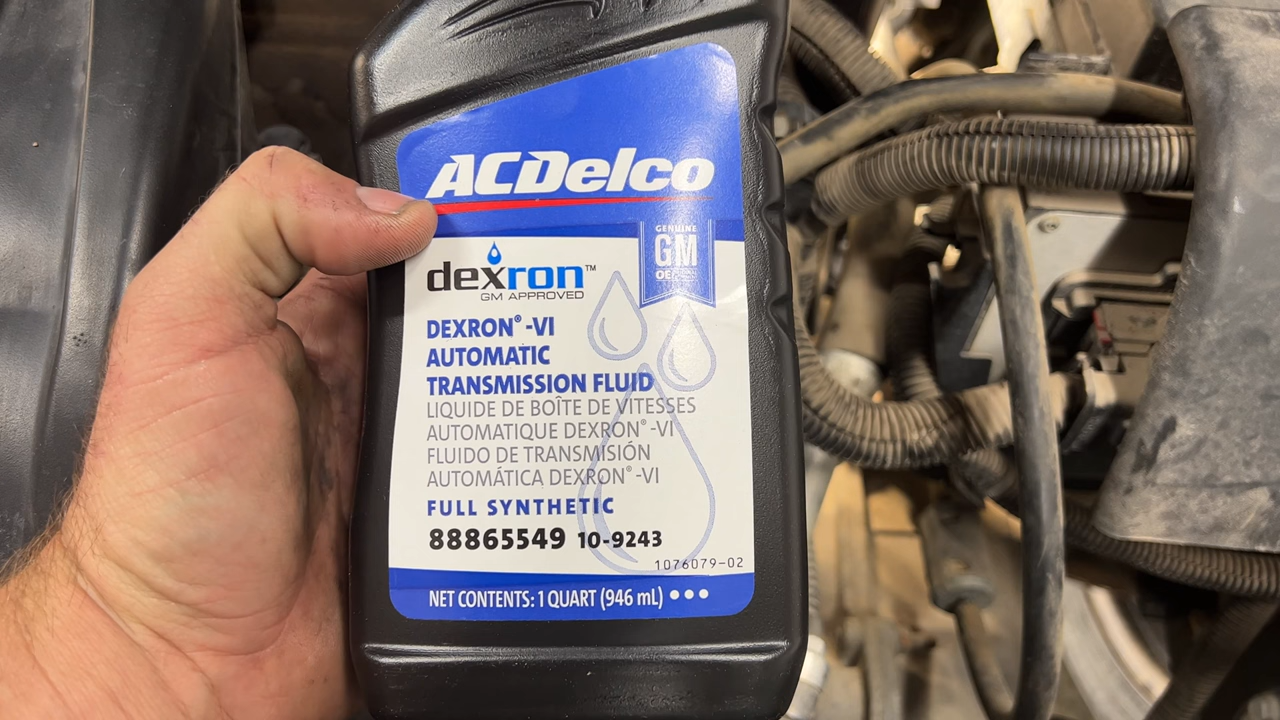 ACDelco
GENUINE
GM
OE
dexron™
GM APPROVED
DEXRON®-VI
AUTOMATIC
TRANSMISSION FLUID
LIQUIDE DE BOÎTE DE VITESSES
AUTOMATIQUE DEXRON®-VI
FLUIDO DE TRANSMISIÓN
AUTOMÁTICA DEXRON®-VI
FULL SYNTHETIC
88865549 10-9243
1076079-02
NET CONTENTS: 1 QUART (946 mL) •••